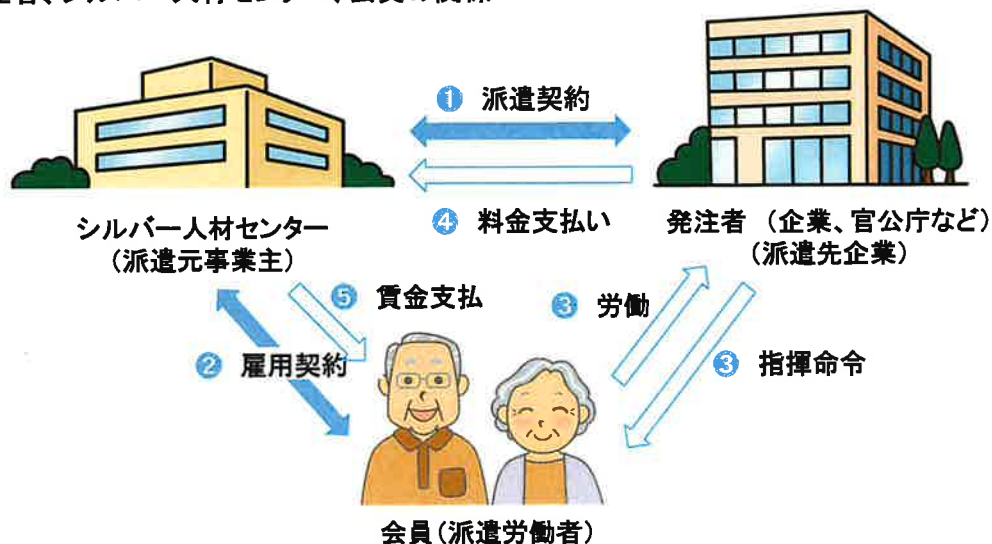 ❶ 派遣契約
❹ 料金支払い
シルバー人材センター
(派遣元事業主)
発注者 (企業、官公庁など)
(派遣先企業)
❺ 賃金支払
❸ 労働
❷ 雇用契約
❸ 指揮命令
会員(派遣労働者)